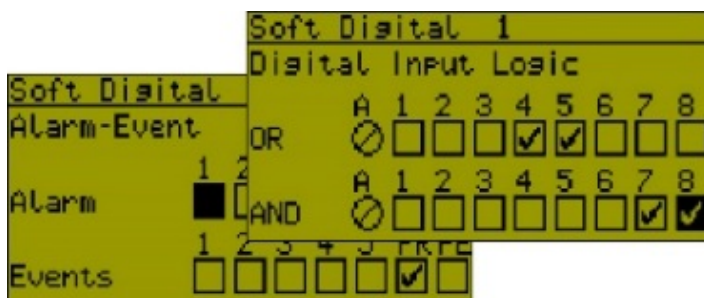 Soft Digital 1
Digital Input Logic
A 1 2 3 4 5 6 7 8
OR
A 1 2 3 4 5 6 7 8
AND
Soft Digital
Alarm-Event
1 2
Alarm
1 2 3 4 5 PR PE
Events